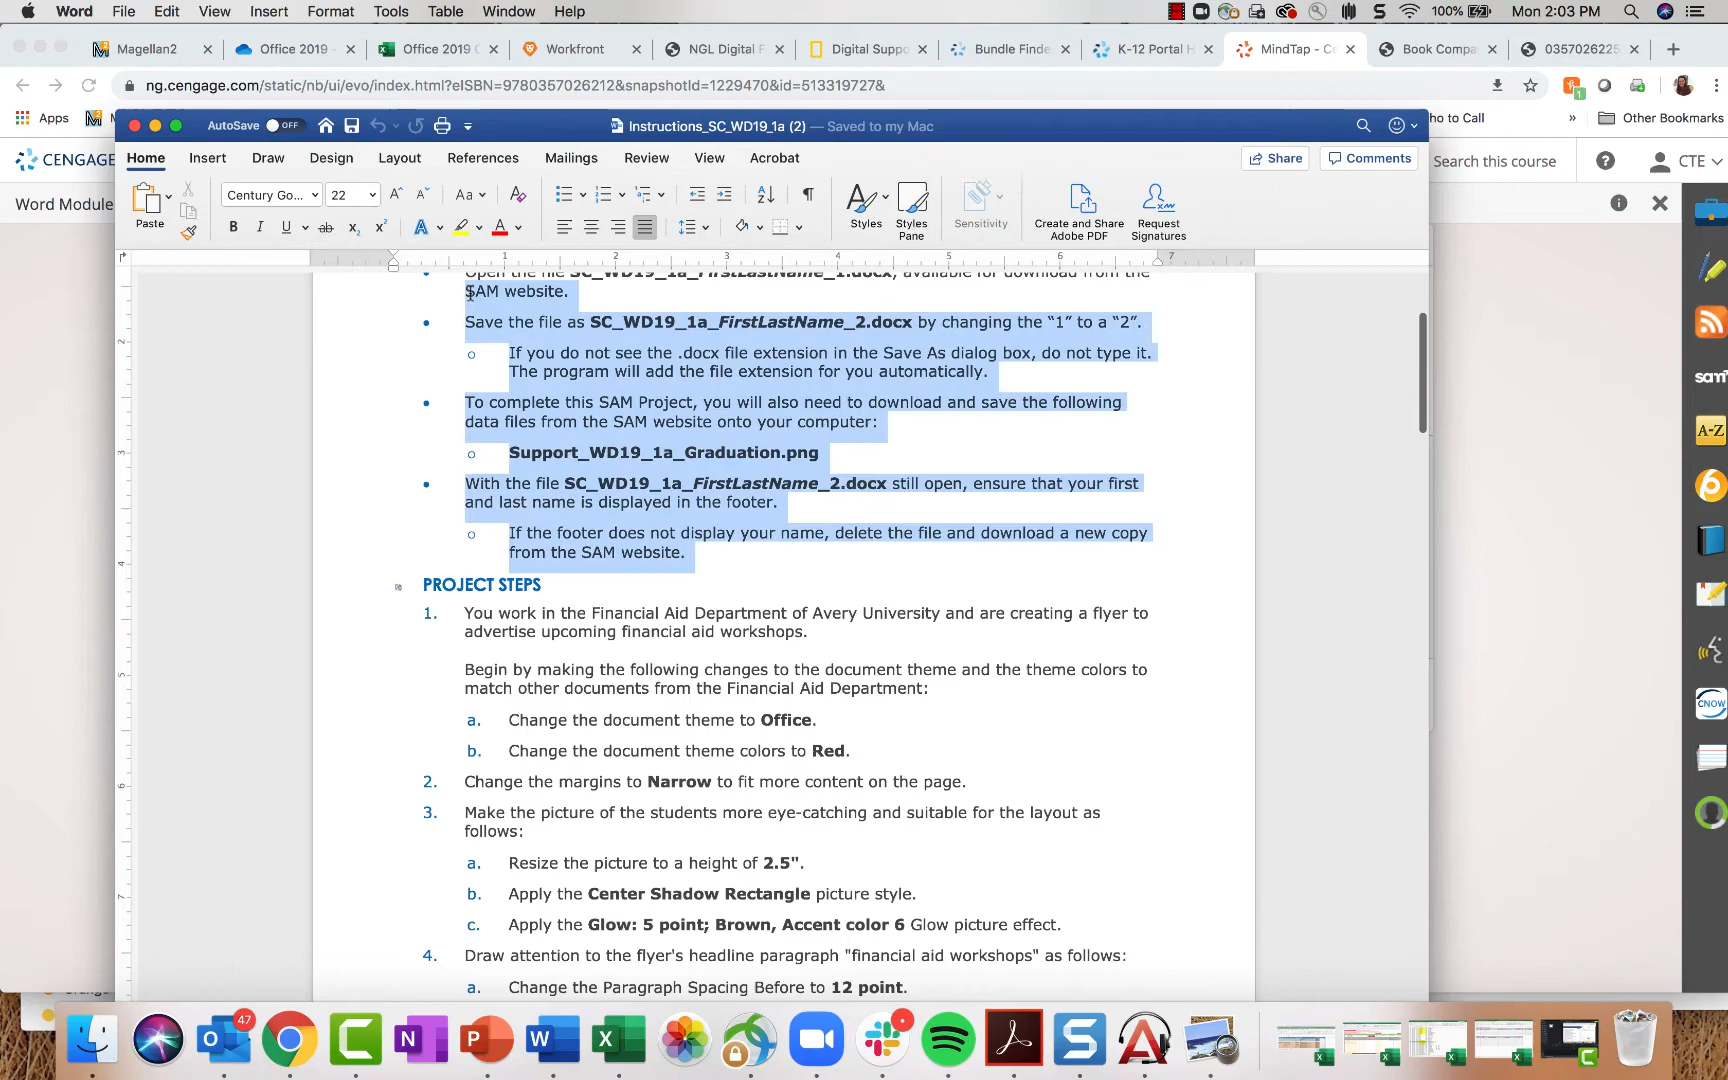 Word File Edit View Insert Format Tools Table Window Help 100% Mon 2:03 PM
Magellan2 Office 2019 - Office 2019 C Workfront NGL Digital F Digital Suppo Bundle Finde K-12 Portal H MindTap - Ce Book Compa 0357026225
ng.cengage.com/static/nb/ui/evo/index.html?eISBN=9780357026212&snapshotId=1229470&id=513319727&
Apps ho to Call » Other Bookmarks
AutoSave OFF Instructions_SC_WD19_1a (2) — Saved to my Mac
CENGAGE Home Insert Draw Design Layout References Mailings Review View Acrobat Share Comments Search this course CTE
Word Module
Century Go... 22
Paste Styles Styles Pane Sensitivity Create and Share Adobe PDF Request Signatures
Open the file SC_WD19_1a_FirstLastName_1.docx, available for download from the
SAM website.
• Save the file as SC_WD19_1a_FirstLastName_2.docx by changing the “1” to a “2”.
o If you do not see the .docx file extension in the Save As dialog box, do not type it.
The program will add the file extension for you automatically.
• To complete this SAM Project, you will also need to download and save the following
data files from the SAM website onto your computer:
o Support_WD19_1a_Graduation.png
• With the file SC_WD19_1a_FirstLastName_2.docx still open, ensure that your first
and last name is displayed in the footer.
o If the footer does not display your name, delete the file and download a new copy
from the SAM website.
PROJECT STEPS
1. You work in the Financial Aid Department of Avery University and are creating a flyer to
advertise upcoming financial aid workshops.
Begin by making the following changes to the document theme and the theme colors to
match other documents from the Financial Aid Department:
a. Change the document theme to Office.
b. Change the document theme colors to Red.
2. Change the margins to Narrow to fit more content on the page.
3. Make the picture of the students more eye-catching and suitable for the layout as
follows:
a. Resize the picture to a height of 2.5".
b. Apply the Center Shadow Rectangle picture style.
c. Apply the Glow: 5 point; Brown, Accent color 6 Glow picture effect.
4. Draw attention to the flyer's headline paragraph "financial aid workshops" as follows:
a. Change the Paragraph Spacing Before to 12 point.
sam
A-Z
CNOW
47